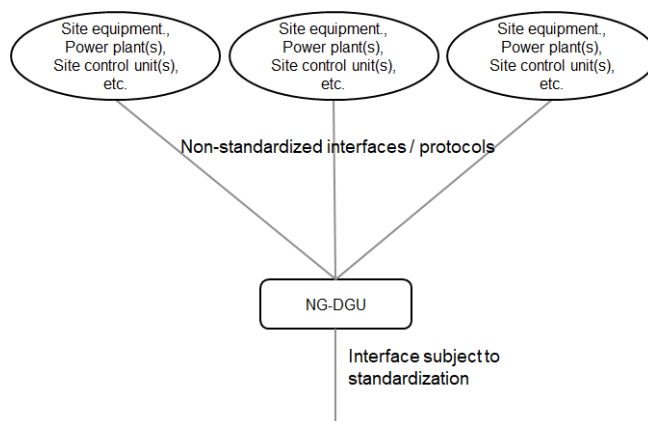 Site equipment.,
Power plant(s),
Site control unit(s),
etc.
Site equipment.,
Power plant(s),
Site control unit(s),
etc.
Site equipment.,
Power plant(s),
Site control unit(s),
etc.
Non-standardized interfaces / protocols
NG-DGU
Interface subject to
standardization